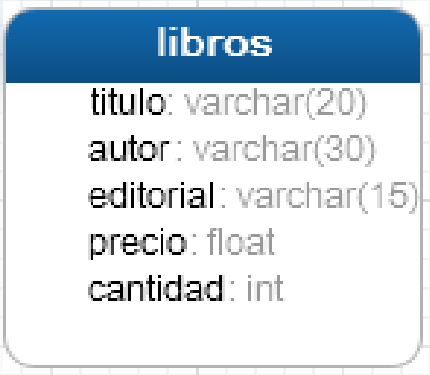 libros
titulo: varchar(20)
autor: varchar(30)
editorial: varchar(15)
precio: float
cantidad: int